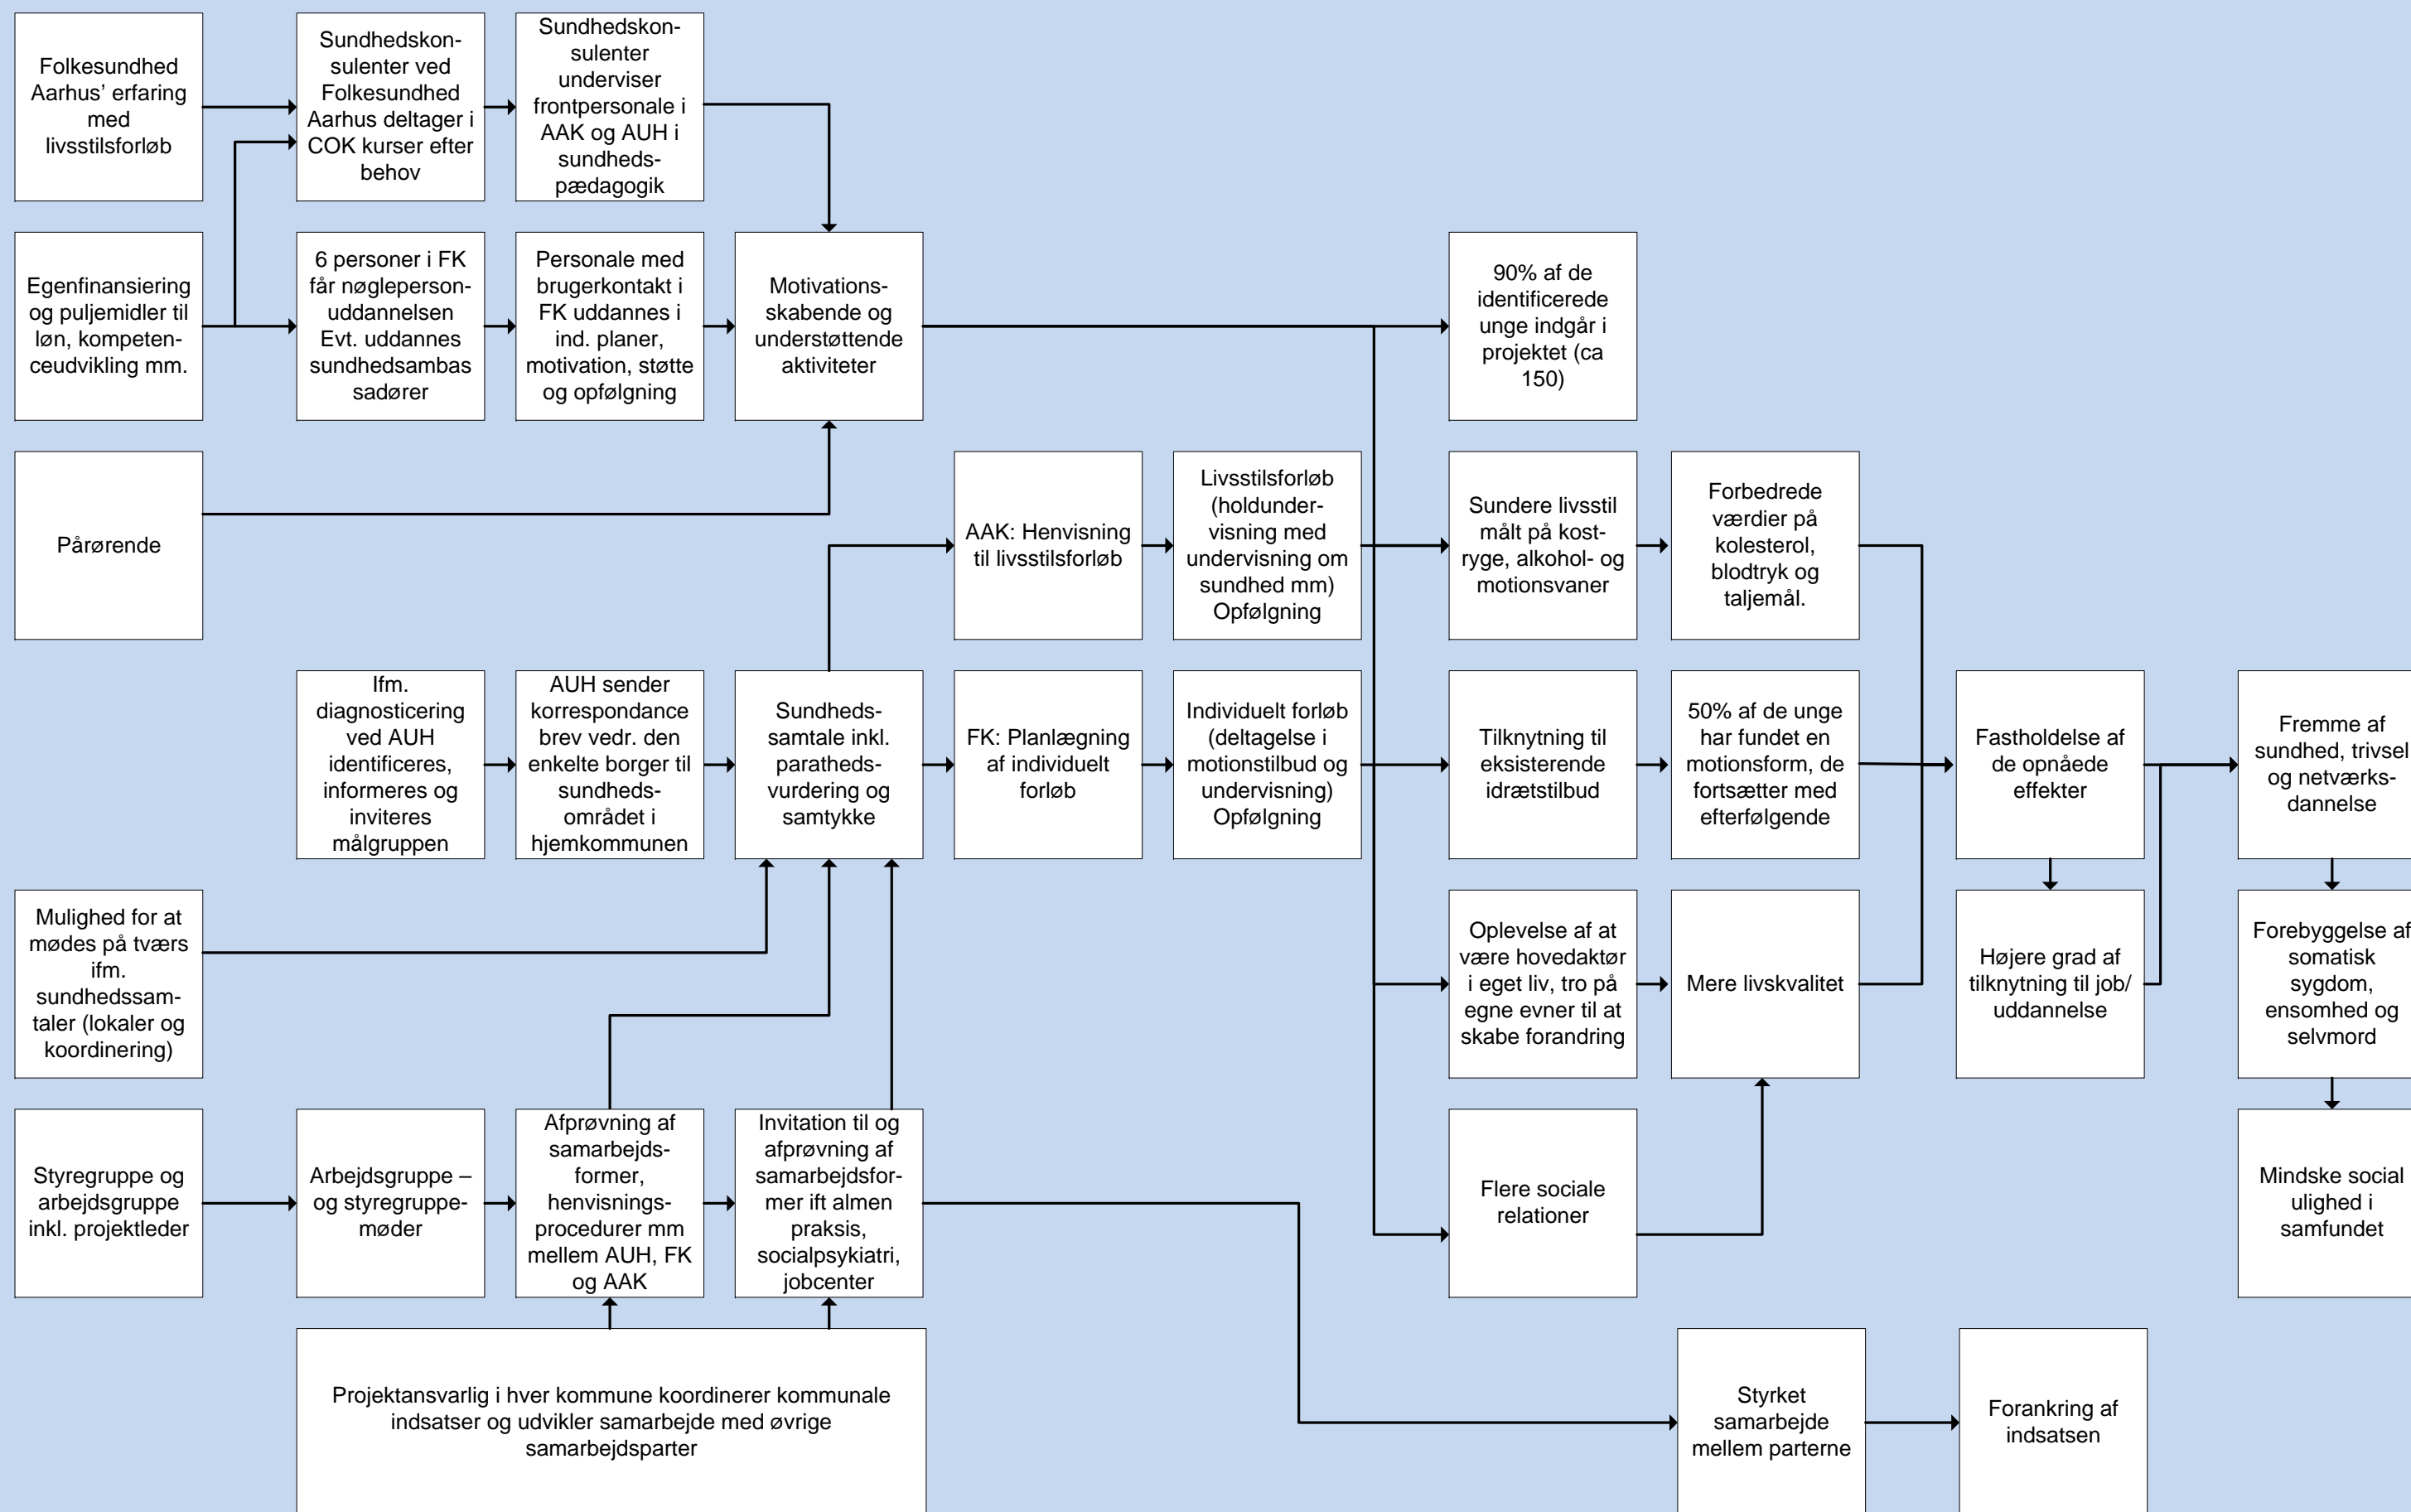 Folkesundhed
Aarhus’ erfaring
med
livsstilsforløb
Sundhedskon-
sulenter ved
Folkesundhed
Aarhus deltager i
COK kurser efter
behov
Sundhedskon-
sulenter
underviser
frontpersonale i
AAK og AUH i
sundheds-
pædagogik
Egenfinansiering
og puljemidler til
løn, kompeten-
ceudvikling mm.
6 personer i FK
får nøgleperson-
uddannelsen
Evt. uddannes
sundhedsambas
sadører
Personale med
brugerkontakt i
FK uddannes i
ind. planer,
motivation, støtte
og opfølgning
Motivations-
skabende og
understøttende
aktiviteter
90% af de
identificerede
unge indgår i
projektet (ca
150)
Pårørende
AAK: Henvisning
til livsstilsforløb
Livsstilsforløb
(holdunder-
visning med
undervisning om
sundhed mm)
Opfølgning
Sundere livsstil
målt på kost-
ryge, alkohol- og
motionsvaner
Forbedrede
værdier på
kolesterol,
blodtryk og
taljemål.
Ifm.
diagnosticering
ved AUH
identificeres,
informeres og
inviteres
målgruppen
AUH sender
korrespondance
brev vedr. den
enkelte borger til
sundheds-
området i
hjemkommunen
Sundheds-
samtale inkl.
paratheds-
vurdering og
samtykke
FK: Planlægning
af individuelt
forløb
Individuelt forløb
(deltagelse i
motionstilbud og
undervisning)
Opfølgning
Tilknytning til
eksisterende
idrætstilbud
50% af de unge
har fundet en
motionsform, de
fortsætter med
efterfølgende
Fastholdelse af
de opnåede
effekter
Fremme af
sundhed, trivsel
og netværks-
dannelse
Mulighed for at
mødes på tværs
ifm.
sundhedssam-
taler (lokaler og
koordinering)
Oplevelse af at
være hovedaktør
i eget liv, tro på
egne evner til at
skabe forandring
Mere livskvalitet
Højere grad af
tilknytning til job/
uddannelse
Forebyggelse af
somatisk
sygdom,
ensomhed og
selvmord
Styregruppe og
arbejdsgruppe
inkl. projektleder
Arbejdsgruppe –
og styregruppe-
møder
Afprøvning af
samarbejds-
former,
henvisnings-
procedurer mm
mellem AUH, FK
og AAK
Invitation til og
afprøvning af
samarbejdsfor-
mer ift almen
praksis,
socialpsykiatri,
jobcenter
Flere sociale
relationer
Mindske social
ulighed i
samfundet
Projektansvarlig i hver kommune koordinerer kommunale
indsatser og udvikler samarbejde med øvrige
samarbejdsparter
Styrket
samarbejde
mellem parterne
Forankring af
indsatsen